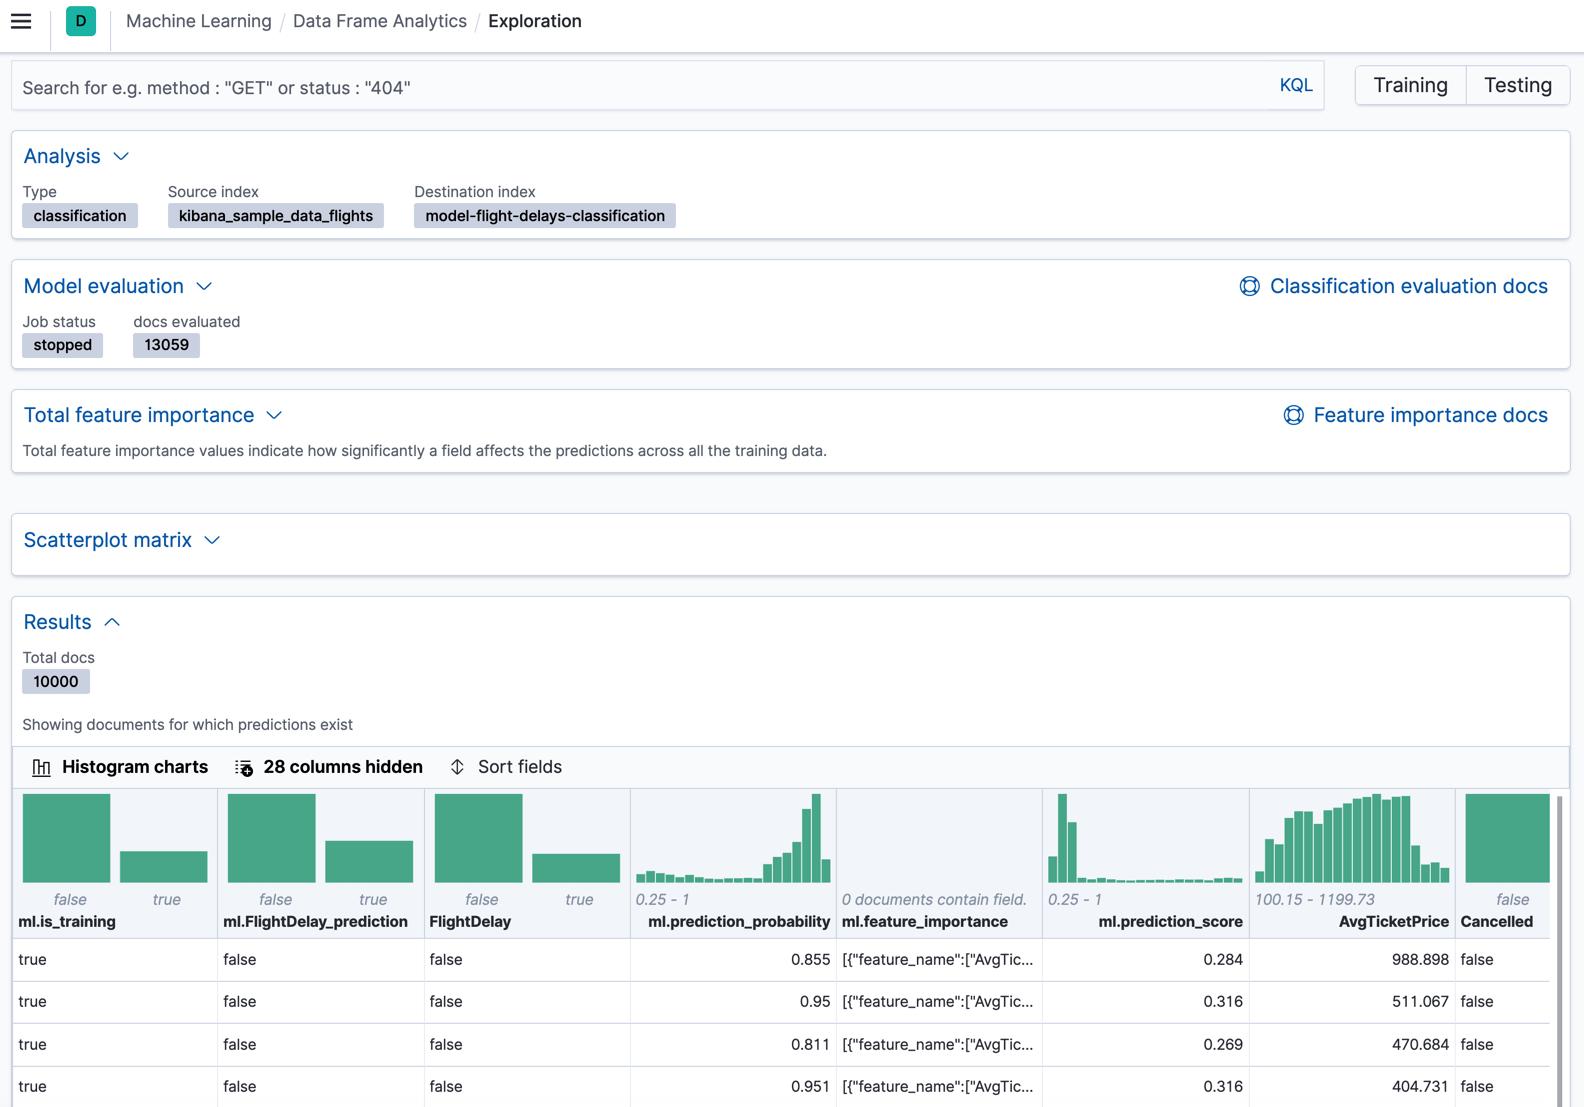 D Machine Learning / Data Frame Analytics / Exploration
Search for e.g. method : "GET" or status : "404" KQL Training Testing
Analysis
Type Source index Destination index
classification kibana_sample_data_flights model-flight-delays-classification
Model evaluation Classification evaluation docs
Job status docs evaluated
stopped 13059
Total feature importance Feature importance docs
Total feature importance values indicate how significantly a field affects the predictions across all the training data.
Scatterplot matrix
Results
Total docs
10000
Showing documents for which predictions exist
Histogram charts 28 columns hidden Sort fields
false true false true false true 0.25 - 1 0 documents contain field. 0.25 - 1 100.15 - 1199.73 false
ml.is_training ml.FlightDelay_prediction FlightDelay ml.prediction_probability ml.feature_importance ml.prediction_score AvgTicketPrice Cancelled
true false false 0.855 [{"feature_name":["AvgTic... 0.284 988.898 false
true false false 0.95 [{"feature_name":["AvgTic... 0.316 511.067 false
true false false 0.811 [{"feature_name":["AvgTic... 0.269 470.684 false
true false false 0.951 [{"feature_name":["AvgTic... 0.316 404.731 false